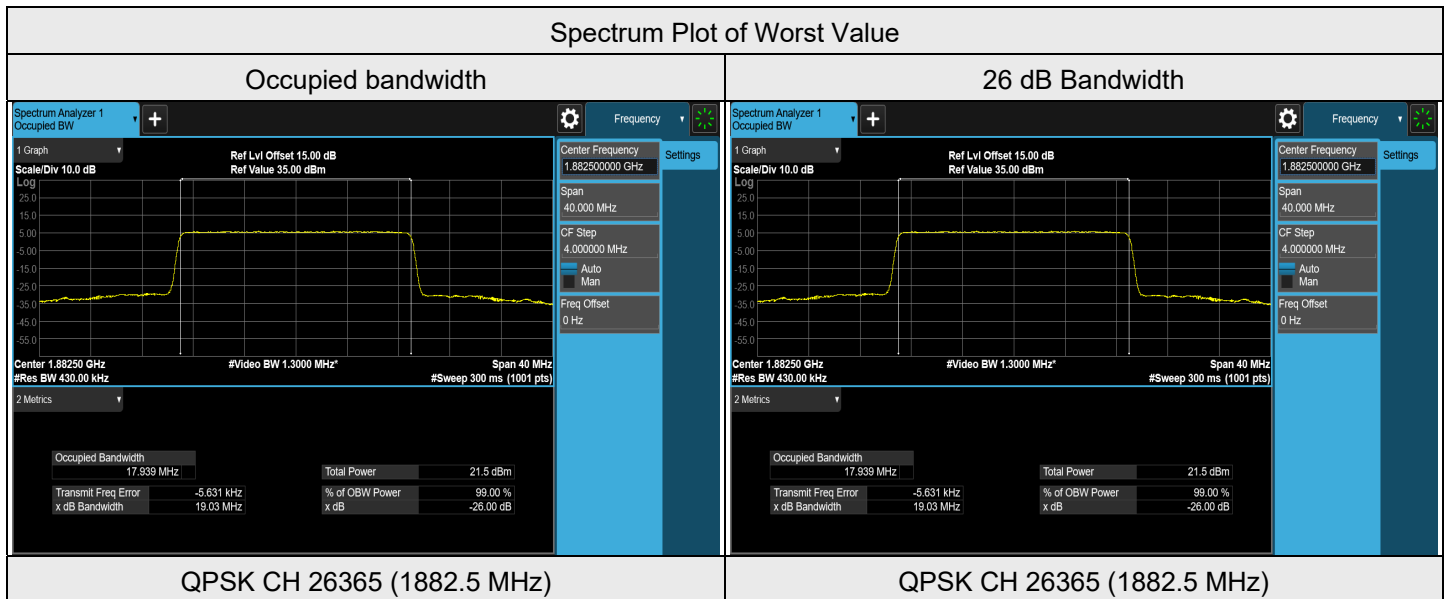 Spectrum Plot of Worst Value
Occupied bandwidth
26 dB Bandwidth
Spectrum Analyzer 1
Occupied BW
+
Frequency
1 Graph
Scale/Div 10.0 dB
Ref Lvl Offset 15.00 dB
Ref Value 35.00 dBm
Log
25.0
15.0
5.00
-5.00
-15.0
-25.0
-35.0
-45.0
-55.0
Center 1.88250 GHz
#Video BW 1.3000 MHz*
Span 40 MHz
#Res BW 430.00 kHz
#Sweep 300 ms (1001 pts)
Center Frequency
1.882500000 GHz
Settings
Span
40.000 MHz
CF Step
4.000000 MHz
Auto
Man
Freq Offset
0 Hz
2 Metrics
Occupied Bandwidth
17.939 MHz
Total Power 21.5 dBm
Transmit Freq Error -5.631 kHz
% of OBW Power 99.00 %
x dB Bandwidth 19.03 MHz
x dB -26.00 dB
Spectrum Analyzer 1
Occupied BW
+
Frequency
1 Graph
Scale/Div 10.0 dB
Ref Lvl Offset 15.00 dB
Ref Value 35.00 dBm
Log
25.0
15.0
5.00
-5.00
-15.0
-25.0
-35.0
-45.0
-55.0
Center 1.88250 GHz
#Video BW 1.3000 MHz*
Span 40 MHz
#Res BW 430.00 kHz
#Sweep 300 ms (1001 pts)
Center Frequency
1.882500000 GHz
Settings
Span
40.000 MHz
CF Step
4.000000 MHz
Auto
Man
Freq Offset
0 Hz
2 Metrics
Occupied Bandwidth
17.939 MHz
Total Power 21.5 dBm
Transmit Freq Error -5.631 kHz
% of OBW Power 99.00 %
x dB Bandwidth 19.03 MHz
x dB -26.00 dB
QPSK CH 26365 (1882.5 MHz)
QPSK CH 26365 (1882.5 MHz)